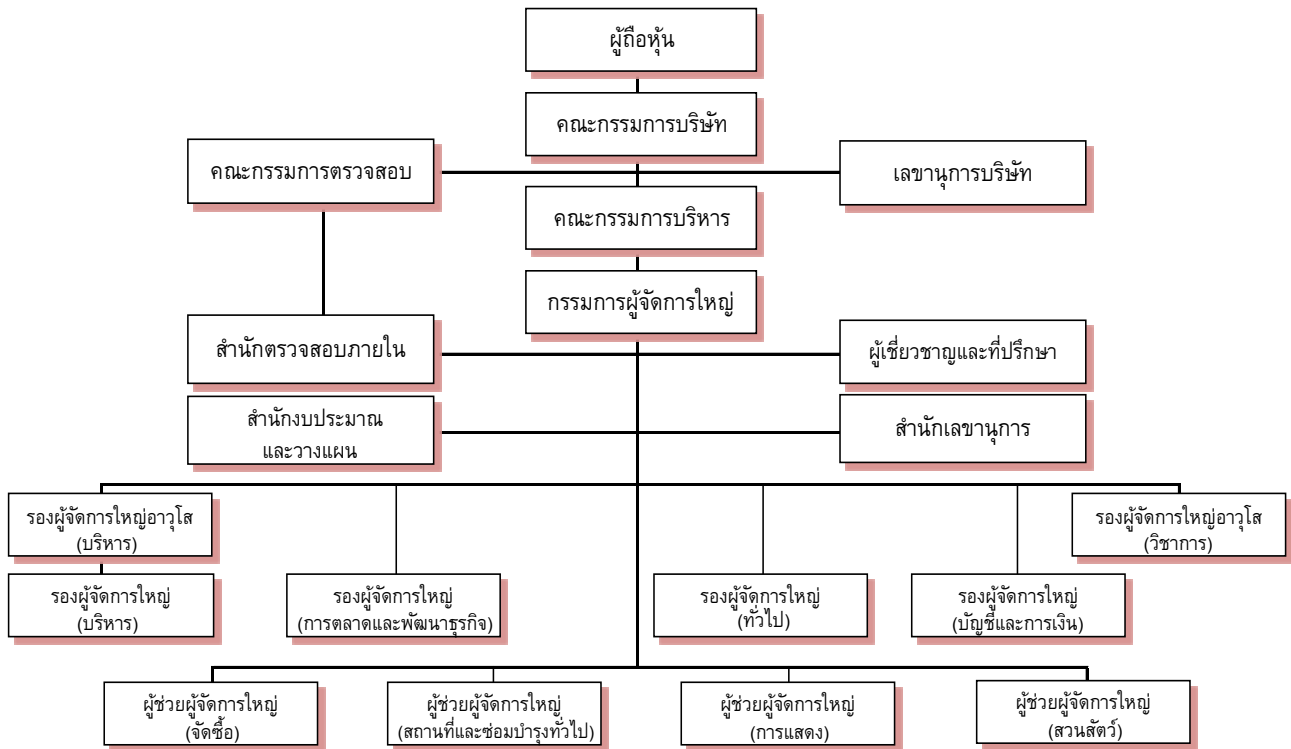 ผู้ถือหุ้น
คณะกรรมการบริษัท
คณะกรรมการตรวจสอบ
เลขานุการบริษัท
คณะกรรมการบริหาร
กรรมการผู้จัดการใหญ่
สำนักตรวจสอบภายใน
ผู้เชี่ยวชาญและที่ปรึกษา
สำนักงบประมาณ
และวางแผน
สำนักเลขานุการ
รองผู้จัดการใหญ่อาวุโส
(บริหาร)
รองผู้จัดการใหญ่อาวุโส
(วิชาการ)
รองผู้จัดการใหญ่
(บริหาร)
รองผู้จัดการใหญ่
(การตลาดและพัฒนาธุรกิจ)
รองผู้จัดการใหญ่
(ทั่วไป)
รองผู้จัดการใหญ่
(บัญชีและการเงิน)
ผู้ช่วยผู้จัดการใหญ่
(จัดซื้อ)
ผู้ช่วยผู้จัดการใหญ่
(สถานที่และซ่อมบำรุงทั่วไป)
ผู้ช่วยผู้จัดการใหญ่
(การแสดง)
ผู้ช่วยผู้จัดการใหญ่
(สวนสัตว์)